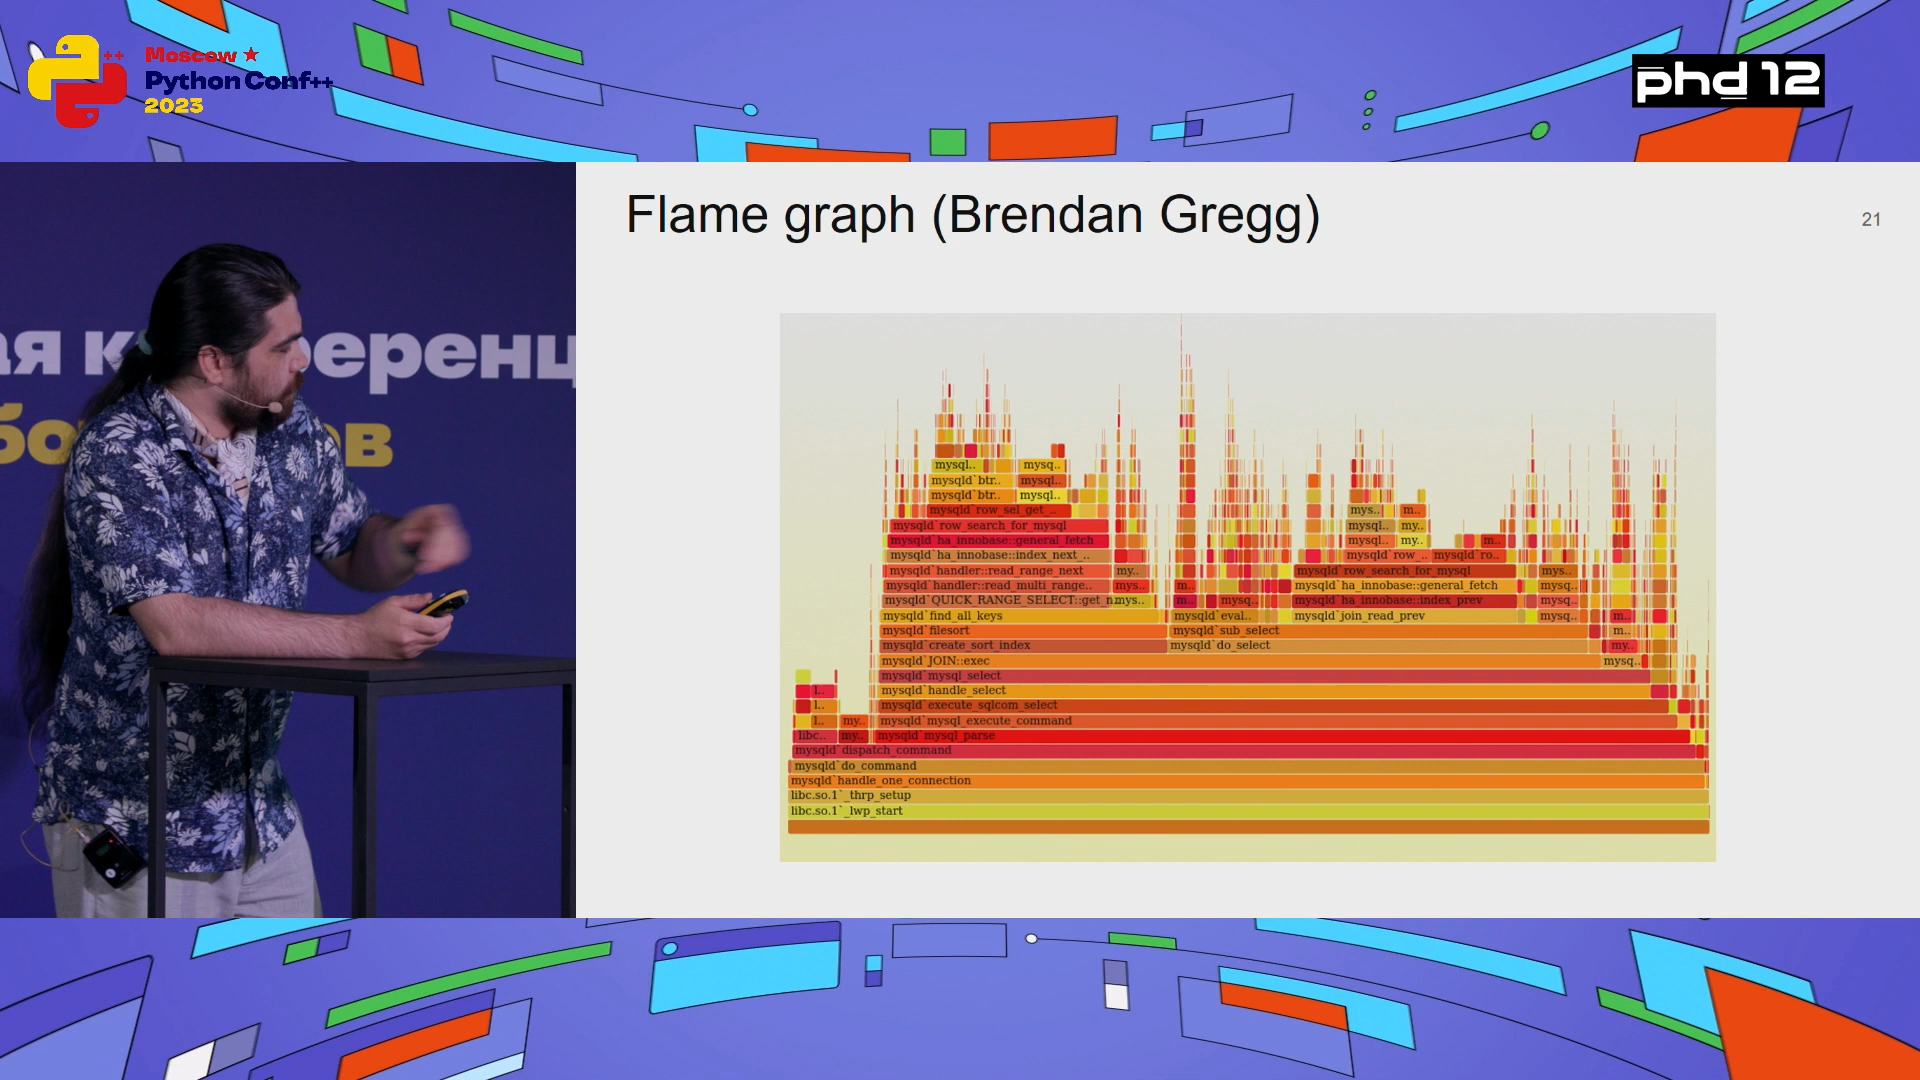 Moscow ★
Python Conf++
2023
++
phd 12
ая к
еренц
бо
в
Flame graph (Brendan Gregg)
21
mysql.. mysq..
mysqld`btr.. mysql..
mysqld`btr.. mysql..
mysqld`row_sel_get_.. mys.. m..
mysqld`row_search_for_mysql mysql.. my..
mysqld`ha_innobase::general_fetch mysql.. my.. m..
mysqld`ha_innobase::index_next_.. mysqld`row_.. mysqld`ro..
mysqld`handler::read_range_next my.. mysqld`row_search_for_mysql mys..
mysqld`handler::read_multi_range.. mys.. m.. mysqld`ha_innobase::general_fetch mysq..
mysqld`QUICK_RANGE_SELECT::get_n.. mys.. m.. mysq.. mysqld`ha_innobase::index_prev mysq..
mysqld`find_all_keys mysqld`eval.. mysqld`join_read_prev mysq.. m..
mysqld`filesort mysqld`sub_select m..
mysqld`create_sort_index mysqld`do_select my..
mysqld`JOIN::exec mysq..
mysqld`mysql_select
l.. mysqld`handle_select
l.. mysqld`execute_sqlcom_select
l.. my.. mysqld`mysql_execute_command
libc.. my.. mysqld`mysql_parse
mysqld`dispatch_command
mysqld`do_command
mysqld`handle_one_connection
libc.so.1`_thrp_setup
libc.so.1`_lwp_start